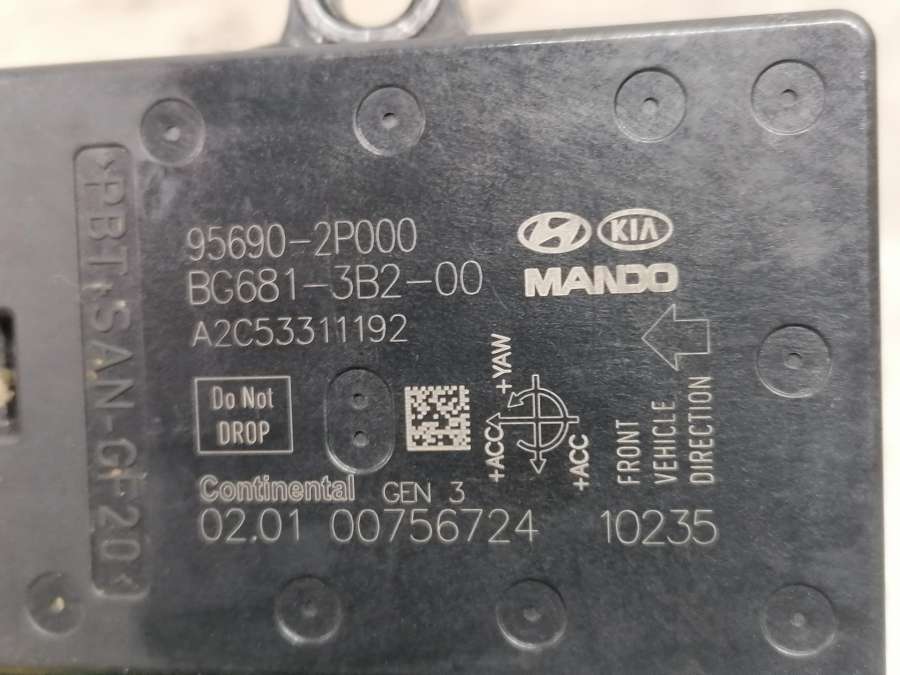 >PBT+SAN-GF20<
95690-2P000
KIA
BG681-3B2-00
MANDO
A2C53311192
Do Not
DROP
+YAW
+ACC
+ACC
FRONT
VEHICLE
DIRECTION
Continental GEN 3
02.01 00756724 10235